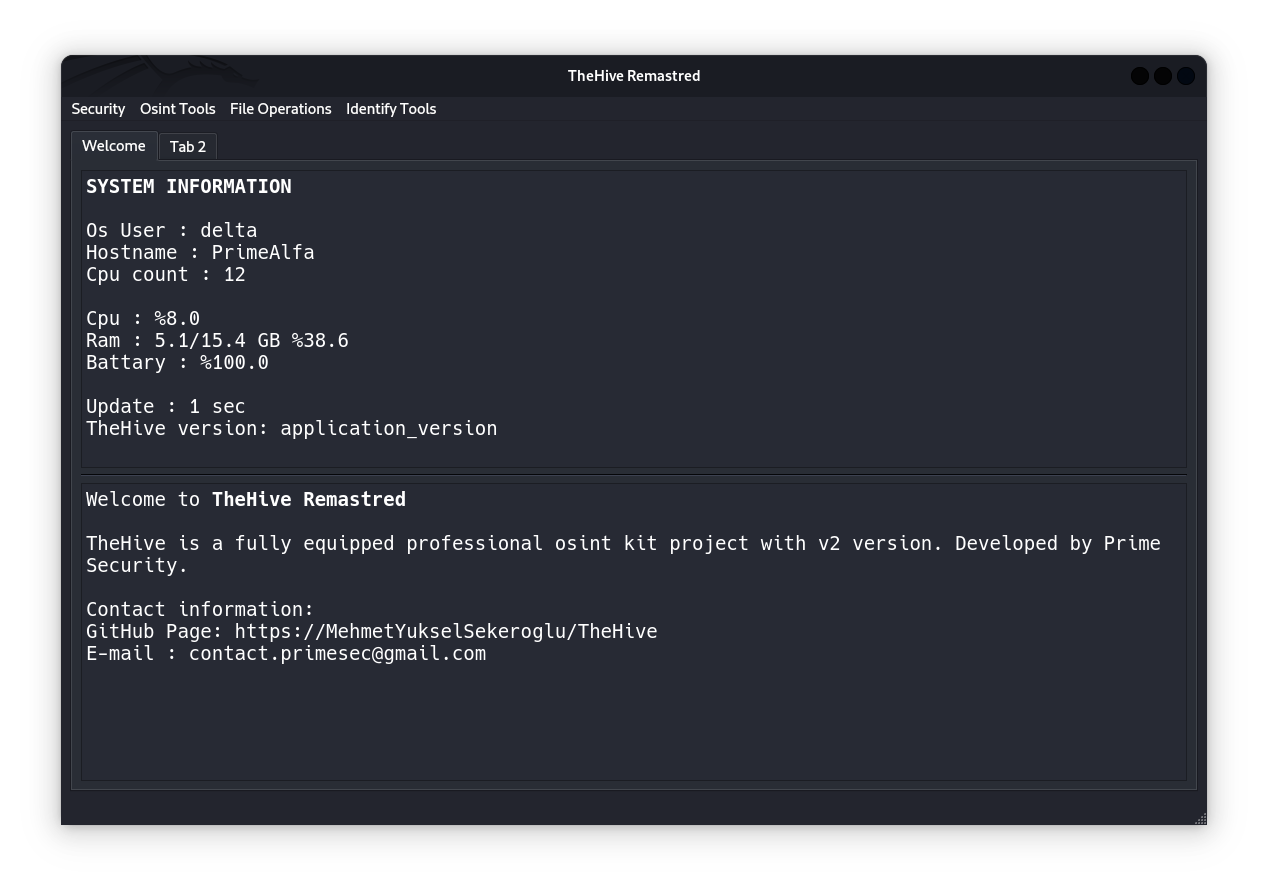 TheHive Remastred
Security Osint Tools File Operations Identify Tools
Welcome Tab 2
SYSTEM INFORMATION
Os User : delta
Hostname : PrimeAlfa
Cpu count : 12
Cpu : %8.0
Ram : 5.1/15.4 GB %38.6
Battary : %100.0
Update : 1 sec
TheHive version: application_version
Welcome to TheHive Remastred
TheHive is a fully equipped professional osint kit project with v2 version. Developed by Prime
Security.
Contact information:
GitHub Page: https://MehmetYukselSekeroglu/TheHive
E-mail : contact.primesec@gmail.com